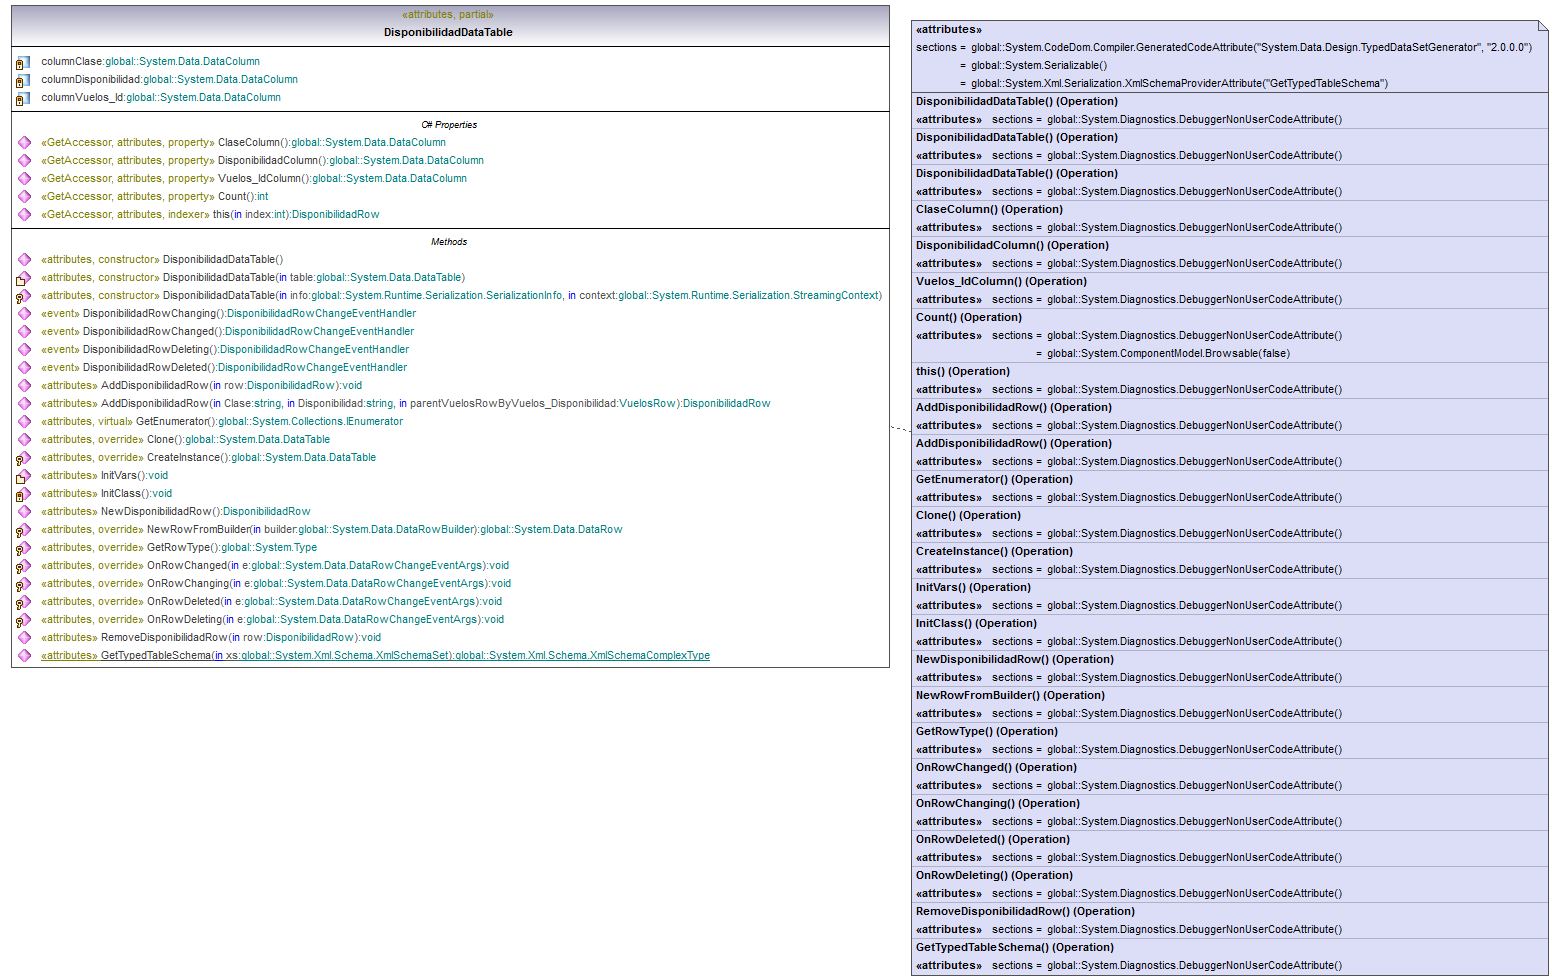 «attributes, partial»
DisponibilidadDataTable
columnClase:global::System.Data.DataColumn
columnDisponibilidad:global::System.Data.DataColumn
columnVuelos_Id:global::System.Data.DataColumn
C# Properties
«GetAccessor, attributes, property» ClaseColumn():global::System.Data.DataColumn
«GetAccessor, attributes, property» DisponibilidadColumn():global::System.Data.DataColumn
«GetAccessor, attributes, property» Vuelos_IdColumn():global::System.Data.DataColumn
«GetAccessor, attributes, property» Count():int
«GetAccessor, attributes, indexer» this(in index:int):DisponibilidadRow
Methods
«attributes, constructor» DisponibilidadDataTable()
«attributes, constructor» DisponibilidadDataTable(in table:global::System.Data.DataTable)
«attributes, constructor» DisponibilidadDataTable(in info:global::System.Runtime.Serialization.SerializationInfo, in context:global::System.Runtime.Serialization.StreamingContext)
«event» DisponibilidadRowChanging():DisponibilidadRowChangeEventHandler
«event» DisponibilidadRowChanged():DisponibilidadRowChangeEventHandler
«event» DisponibilidadRowDeleting():DisponibilidadRowChangeEventHandler
«event» DisponibilidadRowDeleted():DisponibilidadRowChangeEventHandler
«attributes» AddDisponibilidadRow(in row:DisponibilidadRow):void
«attributes» AddDisponibilidadRow(in Clase:string, in Disponibilidad:string, in parentVuelosRowByVuelos_Disponibilidad:VuelosRow):DisponibilidadRow
«attributes, virtual» GetEnumerator():global::System.Collections.IEnumerator
«attributes, override» Clone():global::System.Data.DataTable
«attributes, override» CreateInstance():global::System.Data.DataTable
«attributes» InitVars():void
«attributes» InitClass():void
«attributes» NewDisponibilidadRow():DisponibilidadRow
«attributes, override» NewRowFromBuilder(in builder:global::System.Data.DataRowBuilder):global::System.Data.DataRow
«attributes, override» GetRowType():global::System.Type
«attributes, override» OnRowChanged(in e:global::System.Data.DataRowChangeEventArgs):void
«attributes, override» OnRowChanging(in e:global::System.Data.DataRowChangeEventArgs):void
«attributes, override» OnRowDeleted(in e:global::System.Data.DataRowChangeEventArgs):void
«attributes, override» OnRowDeleting(in e:global::System.Data.DataRowChangeEventArgs):void
«attributes» RemoveDisponibilidadRow(in row:DisponibilidadRow):void
«attributes» GetTypedTableSchema(in xs:global::System.Xml.Schema.XmlSchemaSet):global::System.Xml.Schema.XmlSchemaComplexType
«attributes»
sections = global::System.CodeDom.Compiler.GeneratedCodeAttribute("System.Data.Design.TypedDataSetGenerator", "2.0.0.0")
= global::System.Serializable()
= global::System.Xml.Serialization.XmlSchemaProviderAttribute("GetTypedTableSchema")
DisponibilidadDataTable() (Operation)
«attributes» sections = global::System.Diagnostics.DebuggerNonUserCodeAttribute()
DisponibilidadDataTable() (Operation)
«attributes» sections = global::System.Diagnostics.DebuggerNonUserCodeAttribute()
DisponibilidadDataTable() (Operation)
«attributes» sections = global::System.Diagnostics.DebuggerNonUserCodeAttribute()
ClaseColumn() (Operation)
«attributes» sections = global::System.Diagnostics.DebuggerNonUserCodeAttribute()
DisponibilidadColumn() (Operation)
«attributes» sections = global::System.Diagnostics.DebuggerNonUserCodeAttribute()
Vuelos_IdColumn() (Operation)
«attributes» sections = global::System.Diagnostics.DebuggerNonUserCodeAttribute()
Count() (Operation)
«attributes» sections = global::System.Diagnostics.DebuggerNonUserCodeAttribute()
= global::System.ComponentModel.Browsable(false)
this() (Operation)
«attributes» sections = global::System.Diagnostics.DebuggerNonUserCodeAttribute()
AddDisponibilidadRow() (Operation)
«attributes» sections = global::System.Diagnostics.DebuggerNonUserCodeAttribute()
AddDisponibilidadRow() (Operation)
«attributes» sections = global::System.Diagnostics.DebuggerNonUserCodeAttribute()
GetEnumerator() (Operation)
«attributes» sections = global::System.Diagnostics.DebuggerNonUserCodeAttribute()
Clone() (Operation)
«attributes» sections = global::System.Diagnostics.DebuggerNonUserCodeAttribute()
CreateInstance() (Operation)
«attributes» sections = global::System.Diagnostics.DebuggerNonUserCodeAttribute()
InitVars() (Operation)
«attributes» sections = global::System.Diagnostics.DebuggerNonUserCodeAttribute()
InitClass() (Operation)
«attributes» sections = global::System.Diagnostics.DebuggerNonUserCodeAttribute()
NewDisponibilidadRow() (Operation)
«attributes» sections = global::System.Diagnostics.DebuggerNonUserCodeAttribute()
NewRowFromBuilder() (Operation)
«attributes» sections = global::System.Diagnostics.DebuggerNonUserCodeAttribute()
GetRowType() (Operation)
«attributes» sections = global::System.Diagnostics.DebuggerNonUserCodeAttribute()
OnRowChanged() (Operation)
«attributes» sections = global::System.Diagnostics.DebuggerNonUserCodeAttribute()
OnRowChanging() (Operation)
«attributes» sections = global::System.Diagnostics.DebuggerNonUserCodeAttribute()
OnRowDeleted() (Operation)
«attributes» sections = global::System.Diagnostics.DebuggerNonUserCodeAttribute()
OnRowDeleting() (Operation)
«attributes» sections = global::System.Diagnostics.DebuggerNonUserCodeAttribute()
RemoveDisponibilidadRow() (Operation)
«attributes» sections = global::System.Diagnostics.DebuggerNonUserCodeAttribute()
GetTypedTableSchema() (Operation)
«attributes» sections = global::System.Diagnostics.DebuggerNonUserCodeAttribute()